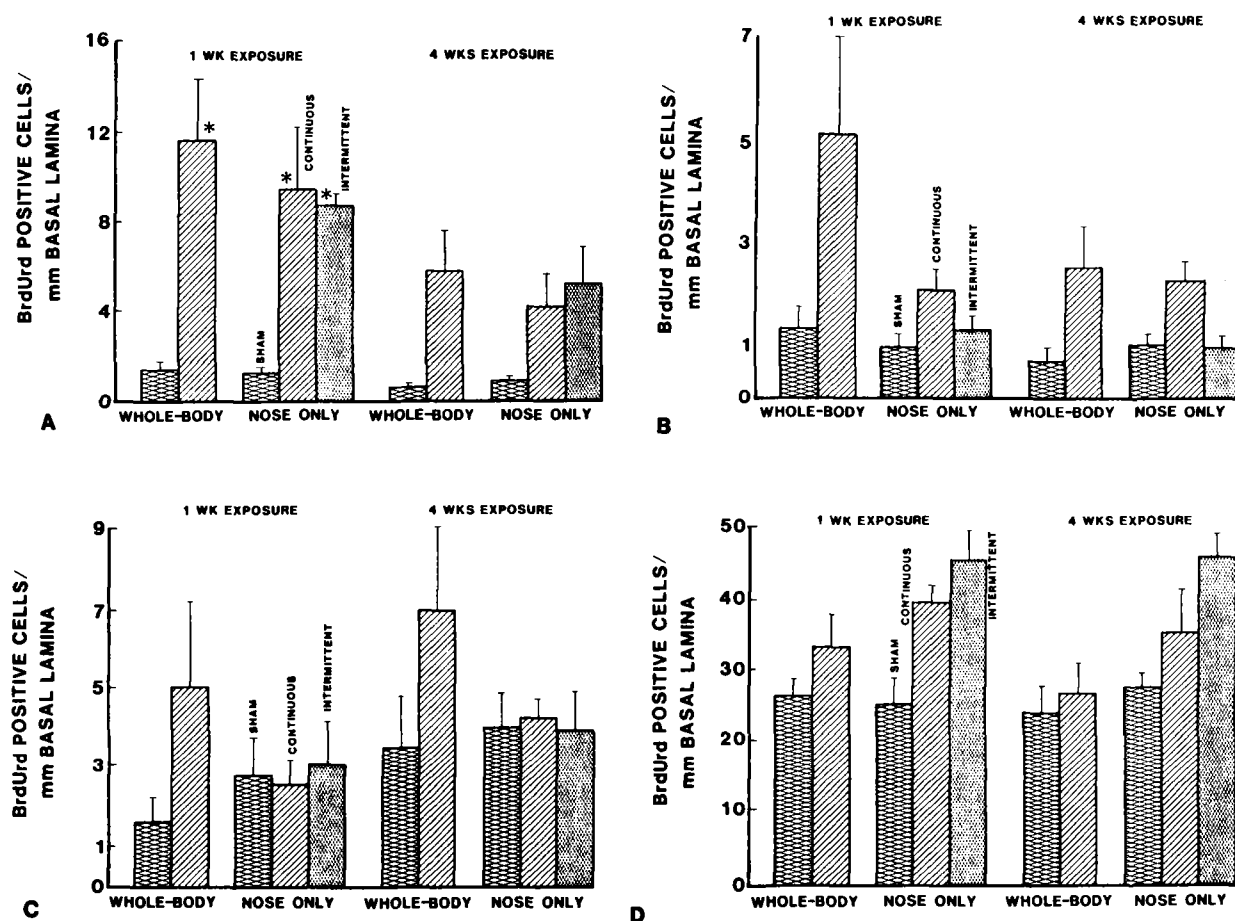 1 WK EXPOSURE
4 WKS EXPOSURE
BrdUrd POSITIVE CELLS/
mm BASAL LAMINA
16
12
8
4
0
*
*
*
SHAM
CONTINUOUS
INTERMITTENT
WHOLE-BODY
NOSE ONLY
WHOLE-BODY
NOSE ONLY
A
1 WK EXPOSURE
4 WKS EXPOSURE
BrdUrd POSITIVE CELLS/
mm BASAL LAMINA
7
5
3
1
0
SHAM
CONTINUOUS
INTERMITTENT
WHOLE-BODY
NOSE ONLY
WHOLE-BODY
NOSE ONLY
B
1 WK EXPOSURE
4 WKS EXPOSURE
BrdUrd POSITIVE CELLS/
mm BASAL LAMINA
9
7
5
3
1
0
SHAM
CONTINUOUS
INTERMITTENT
WHOLE-BODY
NOSE ONLY
WHOLE-BODY
NOSE ONLY
C
1 WK EXPOSURE
4 WKS EXPOSURE
BrdUrd POSITIVE CELLS/
mm BASAL LAMINA
50
40
30
20
10
0
SHAM
CONTINUOUS
INTERMITTENT
WHOLE-BODY
NOSE ONLY
WHOLE-BODY
NOSE ONLY
D